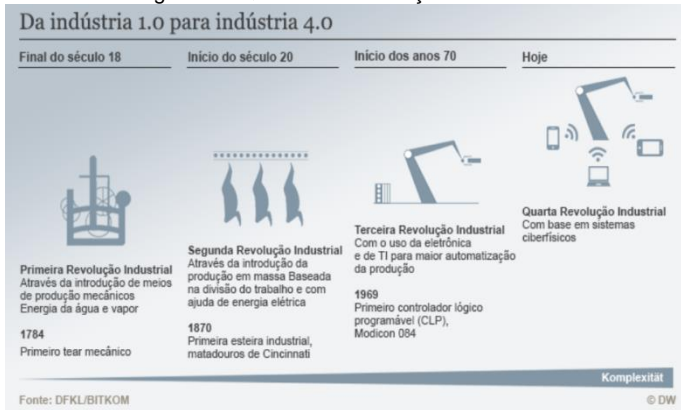 Da indústria 1.0 para indústria 4.0
Final do século 18
Início do século 20
Início dos anos 70
Hoje
Primeira Revolução Industrial
Através da introdução de meios
de produção mecânicos
Energia da água e vapor
1784
Primeiro tear mecânico
Segunda Revolução Industrial
Através da introdução da
produção em massa Baseada
na divisão do trabalho e com
ajuda de energia elétrica
1870
Primeira esteira industrial,
matadouros de Cincinnati
Terceira Revolução Industrial
Com o uso da eletrônica
e de TI para maior automatização
da produção
1969
Primeiro controlador lógico
programável (CLP),
Modicon 084
Quarta Revolução Industrial
Com base em sistemas
ciberfísicos
Komplexität
Fonte: DFKL/BITKOM
© DW